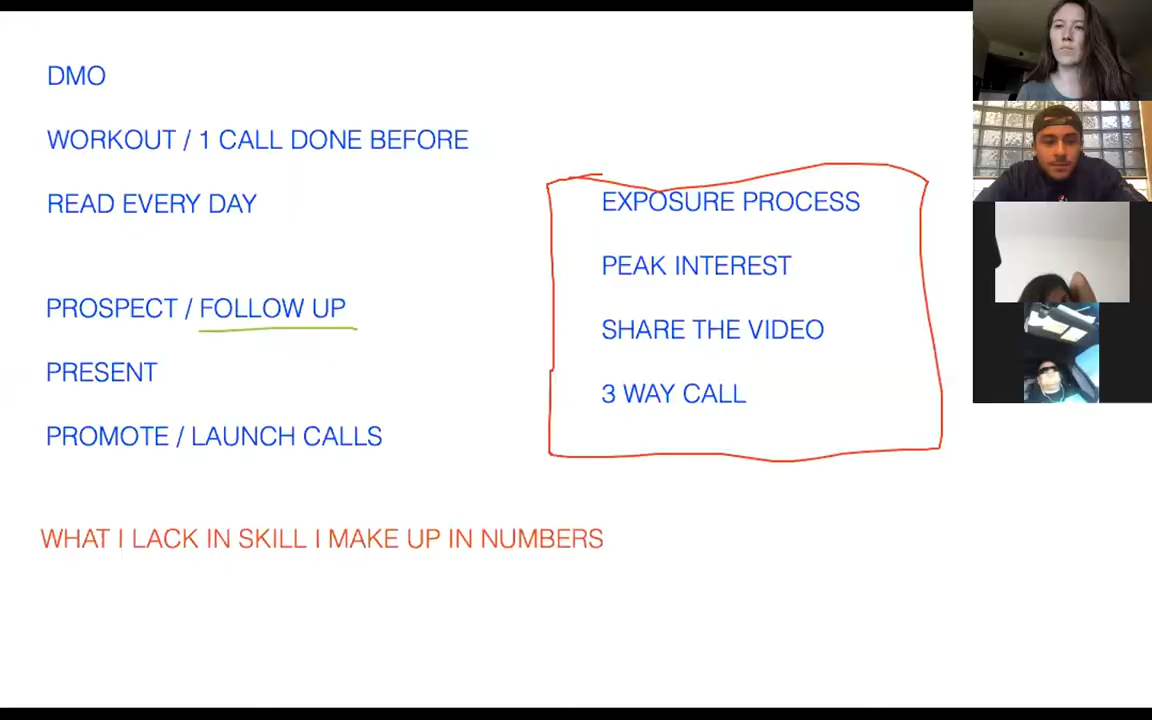 DMO
WORKOUT / 1 CALL DONE BEFORE
READ EVERY DAY
PROSPECT / FOLLOW UP
PRESENT
PROMOTE / LAUNCH CALLS
EXPOSURE PROCESS
PEAK INTEREST
SHARE THE VIDEO
3 WAY CALL
WHAT I LACK IN SKILL I MAKE UP IN NUMBERS